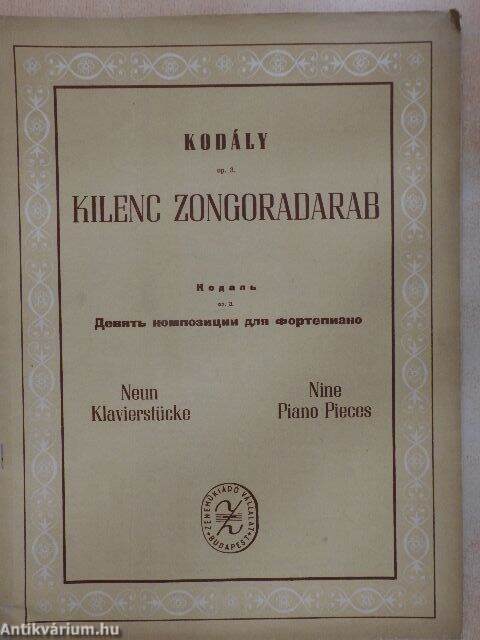 KODÁLY
op. 3.
KILENC ZONGORADARAB
Кодаль
op. 3.
Девять композиции для фортепиано
Neun
Klavierstücke
Nine
Piano Pieces
ZENEMŰKIADÓ VÁLLALAT
BUDAPEST
Antikvárium.hu